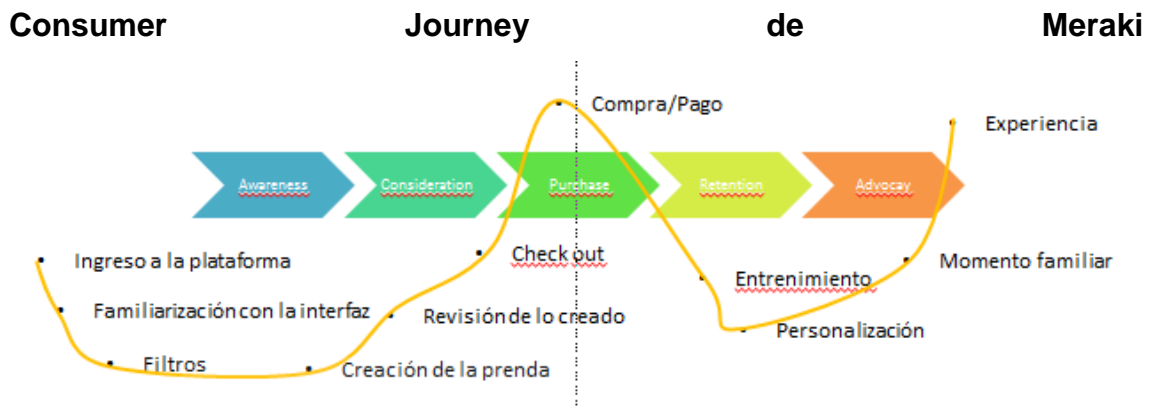 Consumer Journey de Meraki
Compra/Pago
Experiencia
Awareness Consideration Purchase Retention Advocay
Ingreso a la plataforma
Check out
Momento familiar
Entrenimiento
Familiarización con la interfaz
Revisión de lo creado
Personalización
Filtros
Creación de la prenda